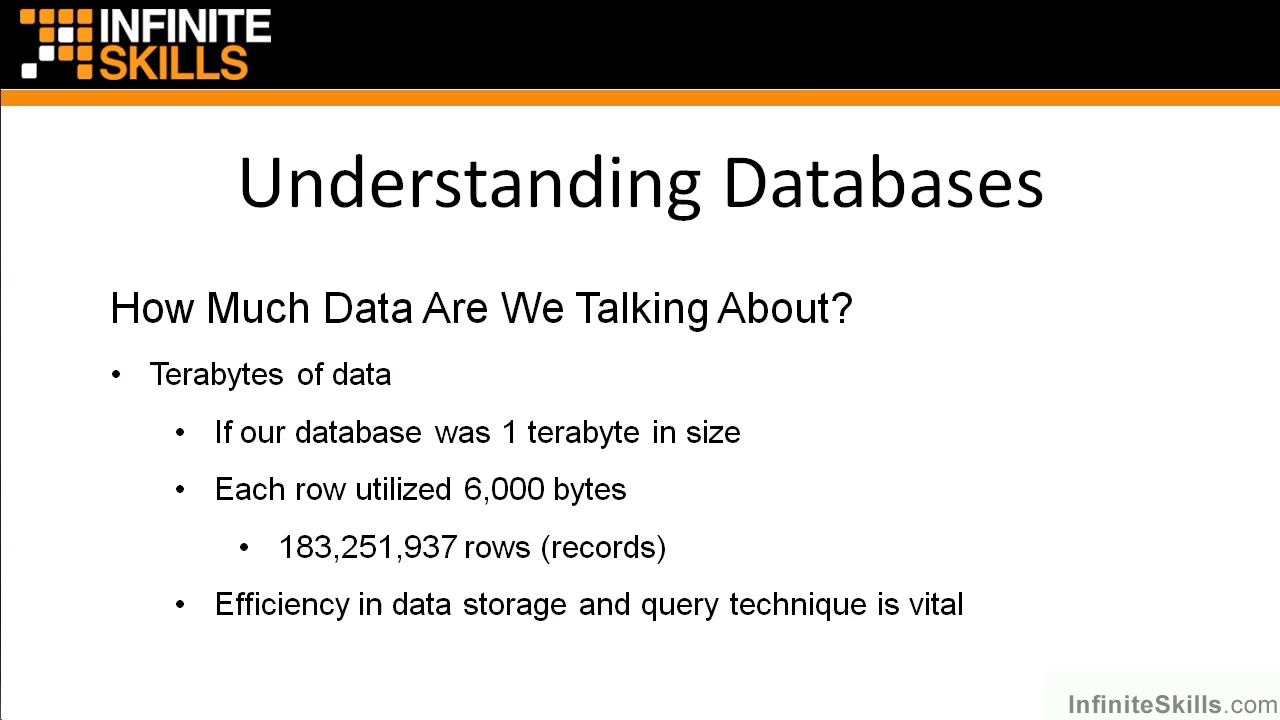 INFINITE
SKILLS
Understanding Databases
How Much Data Are We Talking About?
• Terabytes of data
• If our database was 1 terabyte in size
• Each row utilized 6,000 bytes
• 183,251,937 rows (records)
• Efficiency in data storage and query technique is vital
InfiniteSkills.com